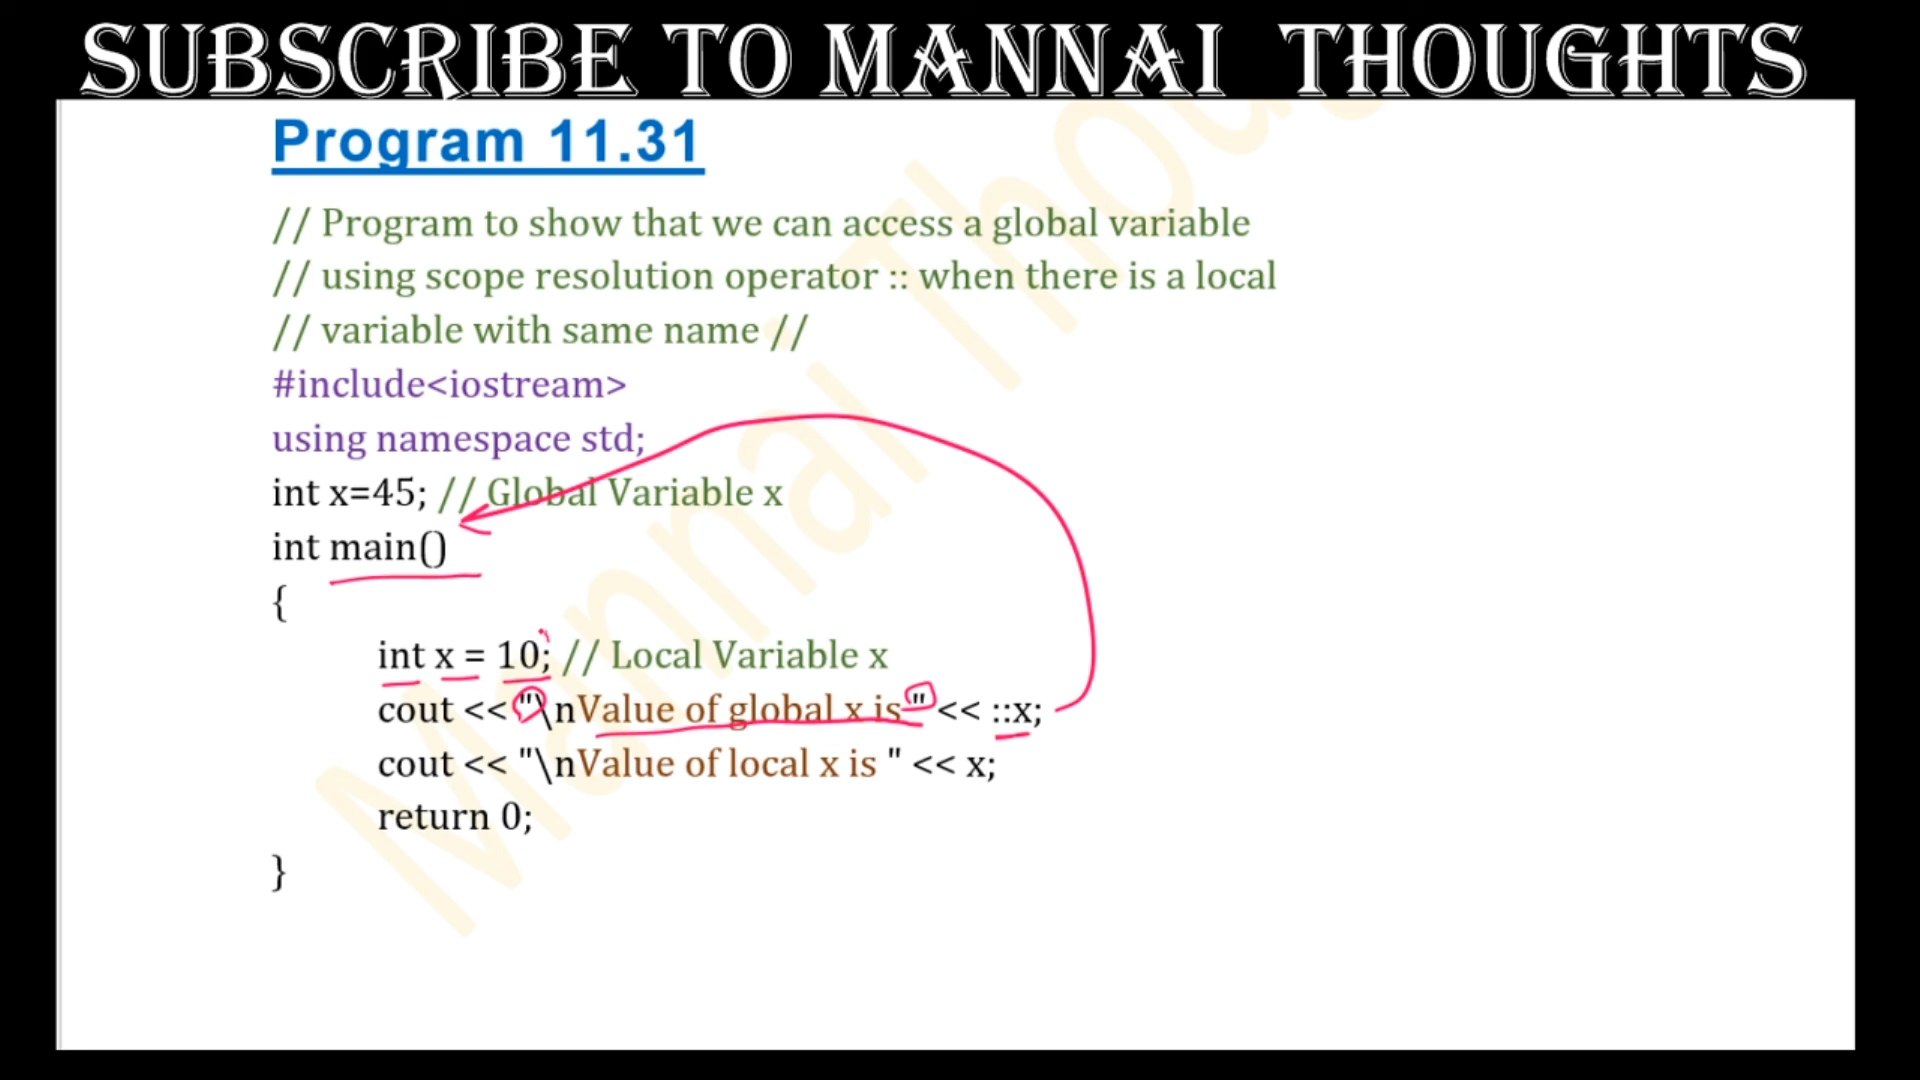 SUBSCRIBE TO MANNAI THOUGHTS
Program 11.31
// Program to show that we can access a global variable
// using scope resolution operator :: when there is a local
// variable with same name //
#include<iostream>
using namespace std;
int x=45; // Global Variable x
int main()
{
int x = 10; // Local Variable x
cout << "\nValue of global x is " << ::x;
cout << "\nValue of local x is " << x;
return 0;
}
Mannai Thou